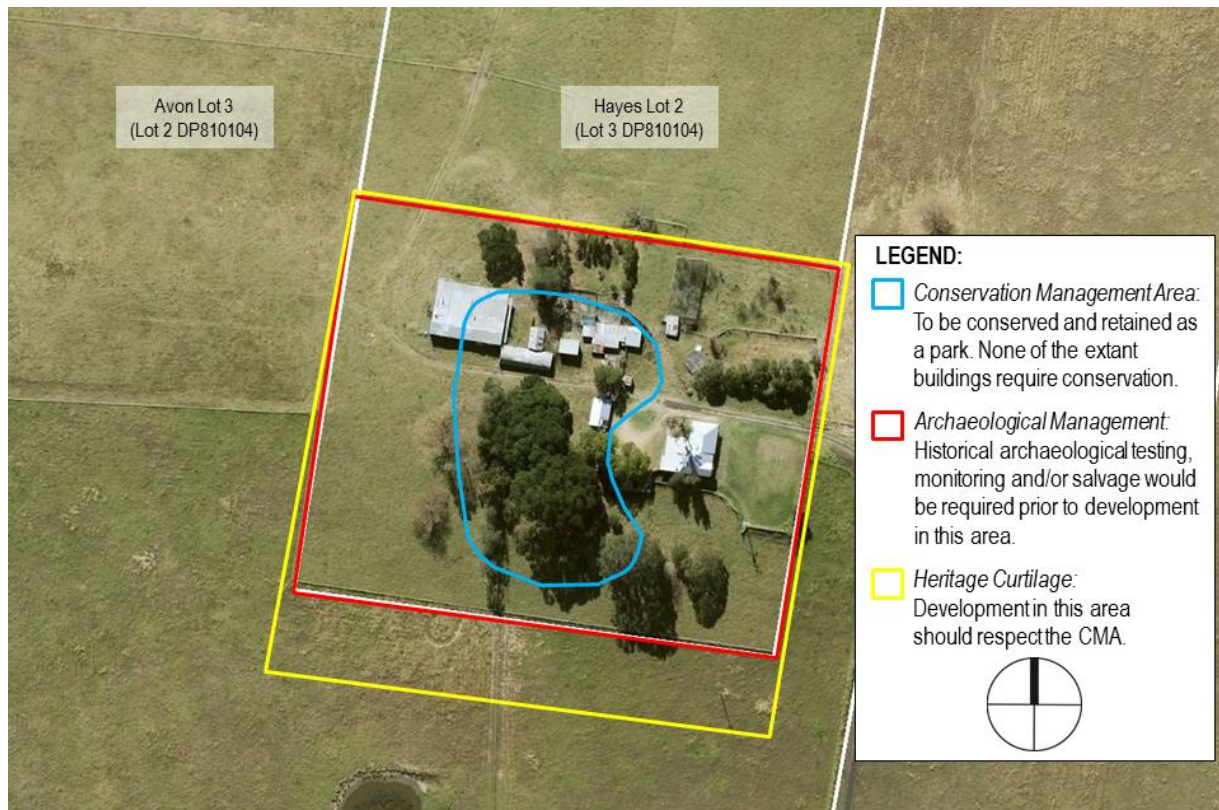 Avon Lot 3
(Lot 2 DP810104)
Hayes Lot 2
(Lot 3 DP810104)
LEGEND:
Conservation Management Area:
To be conserved and retained as
a park. None of the extant
buildings require conservation.
Archaeological Management:
Historical archaeological testing,
monitoring and/or salvage would
be required prior to development
in this area.
Heritage Curtilage:
Development in this area
should respect the CMA.